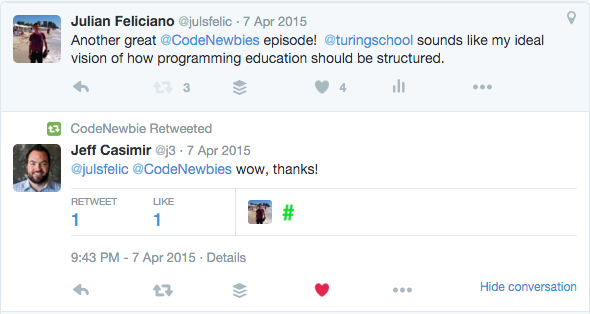 Julian Feliciano @julsfelic · 7 Apr 2015
Another great @CodeNewbies episode! @turingschool sounds like my ideal
vision of how programming education should be structured.
3 4
CodeNewbie Retweeted
Jeff Casimir @j3 · 7 Apr 2015
@julsfelic @CodeNewbies wow, thanks!
RETWEET LIKE
1 1 #
9:43 PM - 7 Apr 2015 · Details
Hide conversation